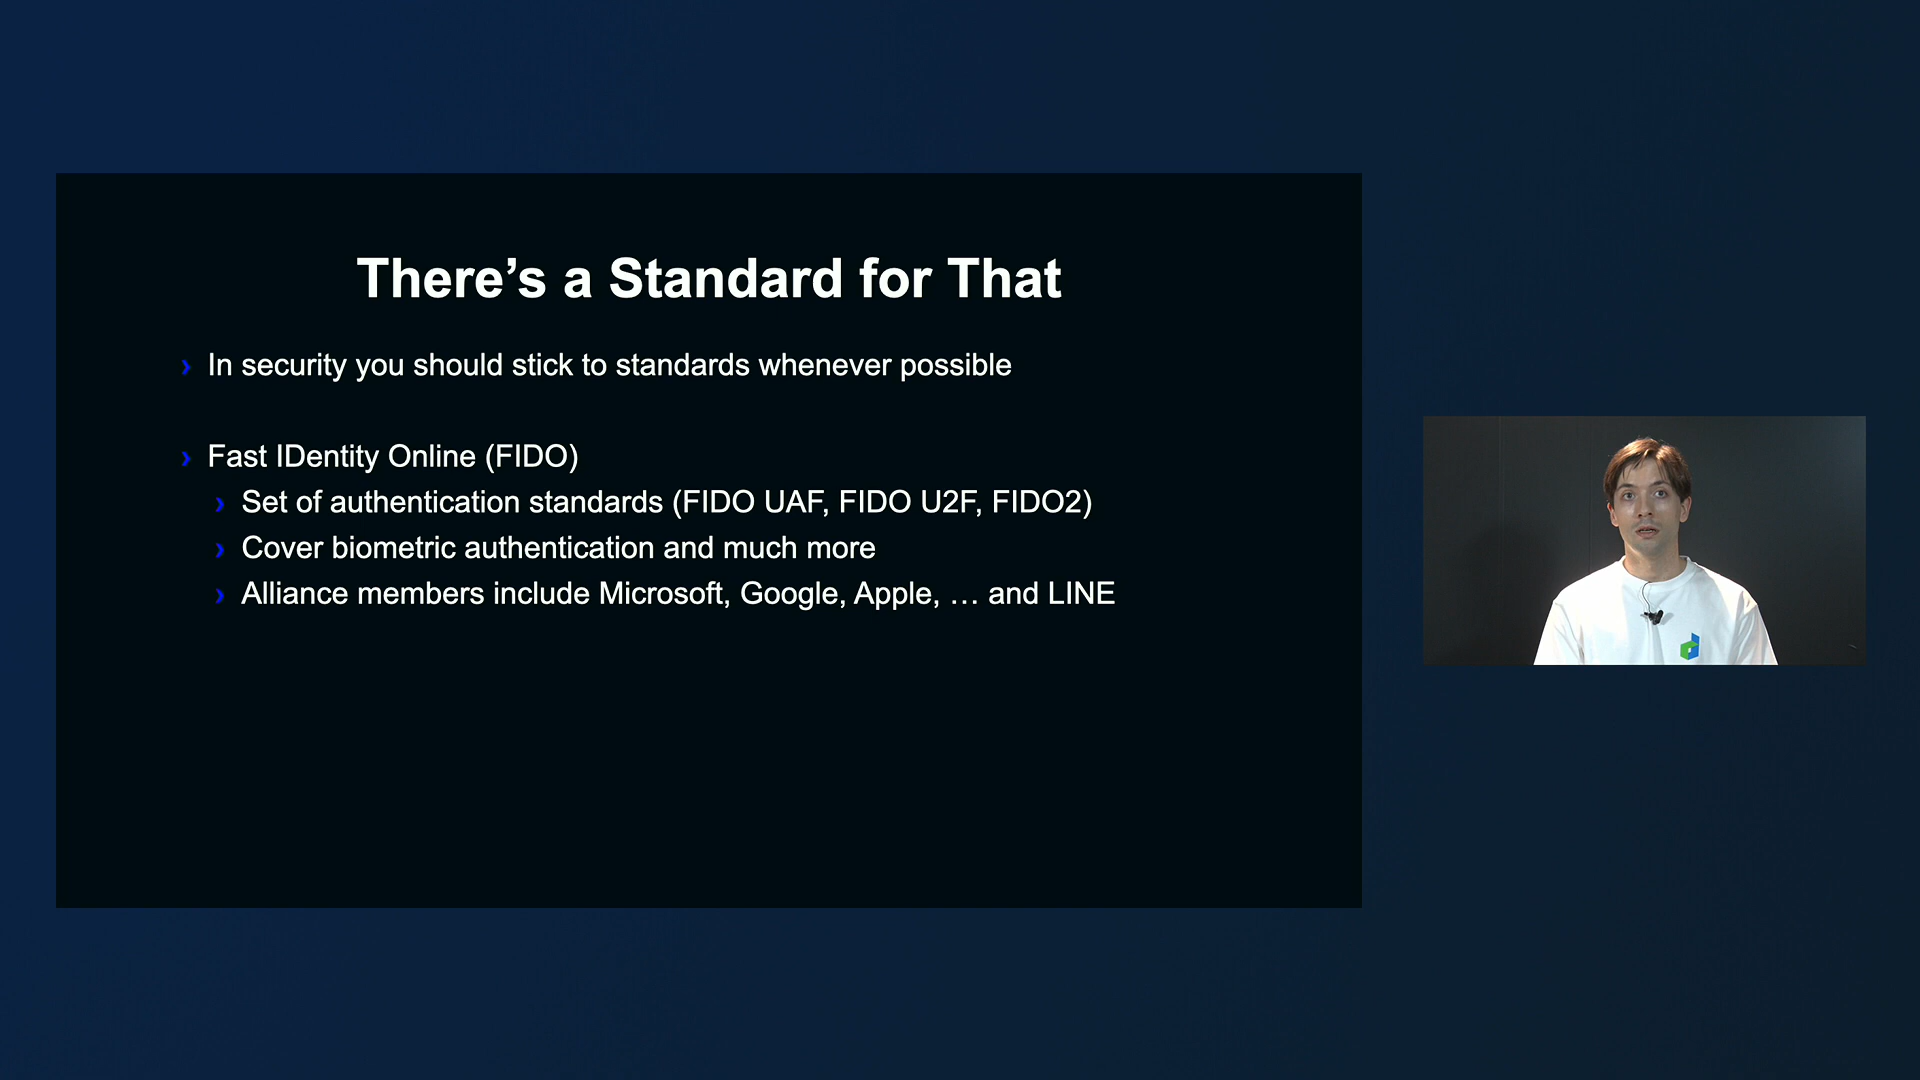 There’s a Standard for That
› In security you should stick to standards whenever possible
› Fast IDentity Online (FIDO)
› Set of authentication standards (FIDO UAF, FIDO U2F, FIDO2)
› Cover biometric authentication and much more
› Alliance members include Microsoft, Google, Apple, … and LINE